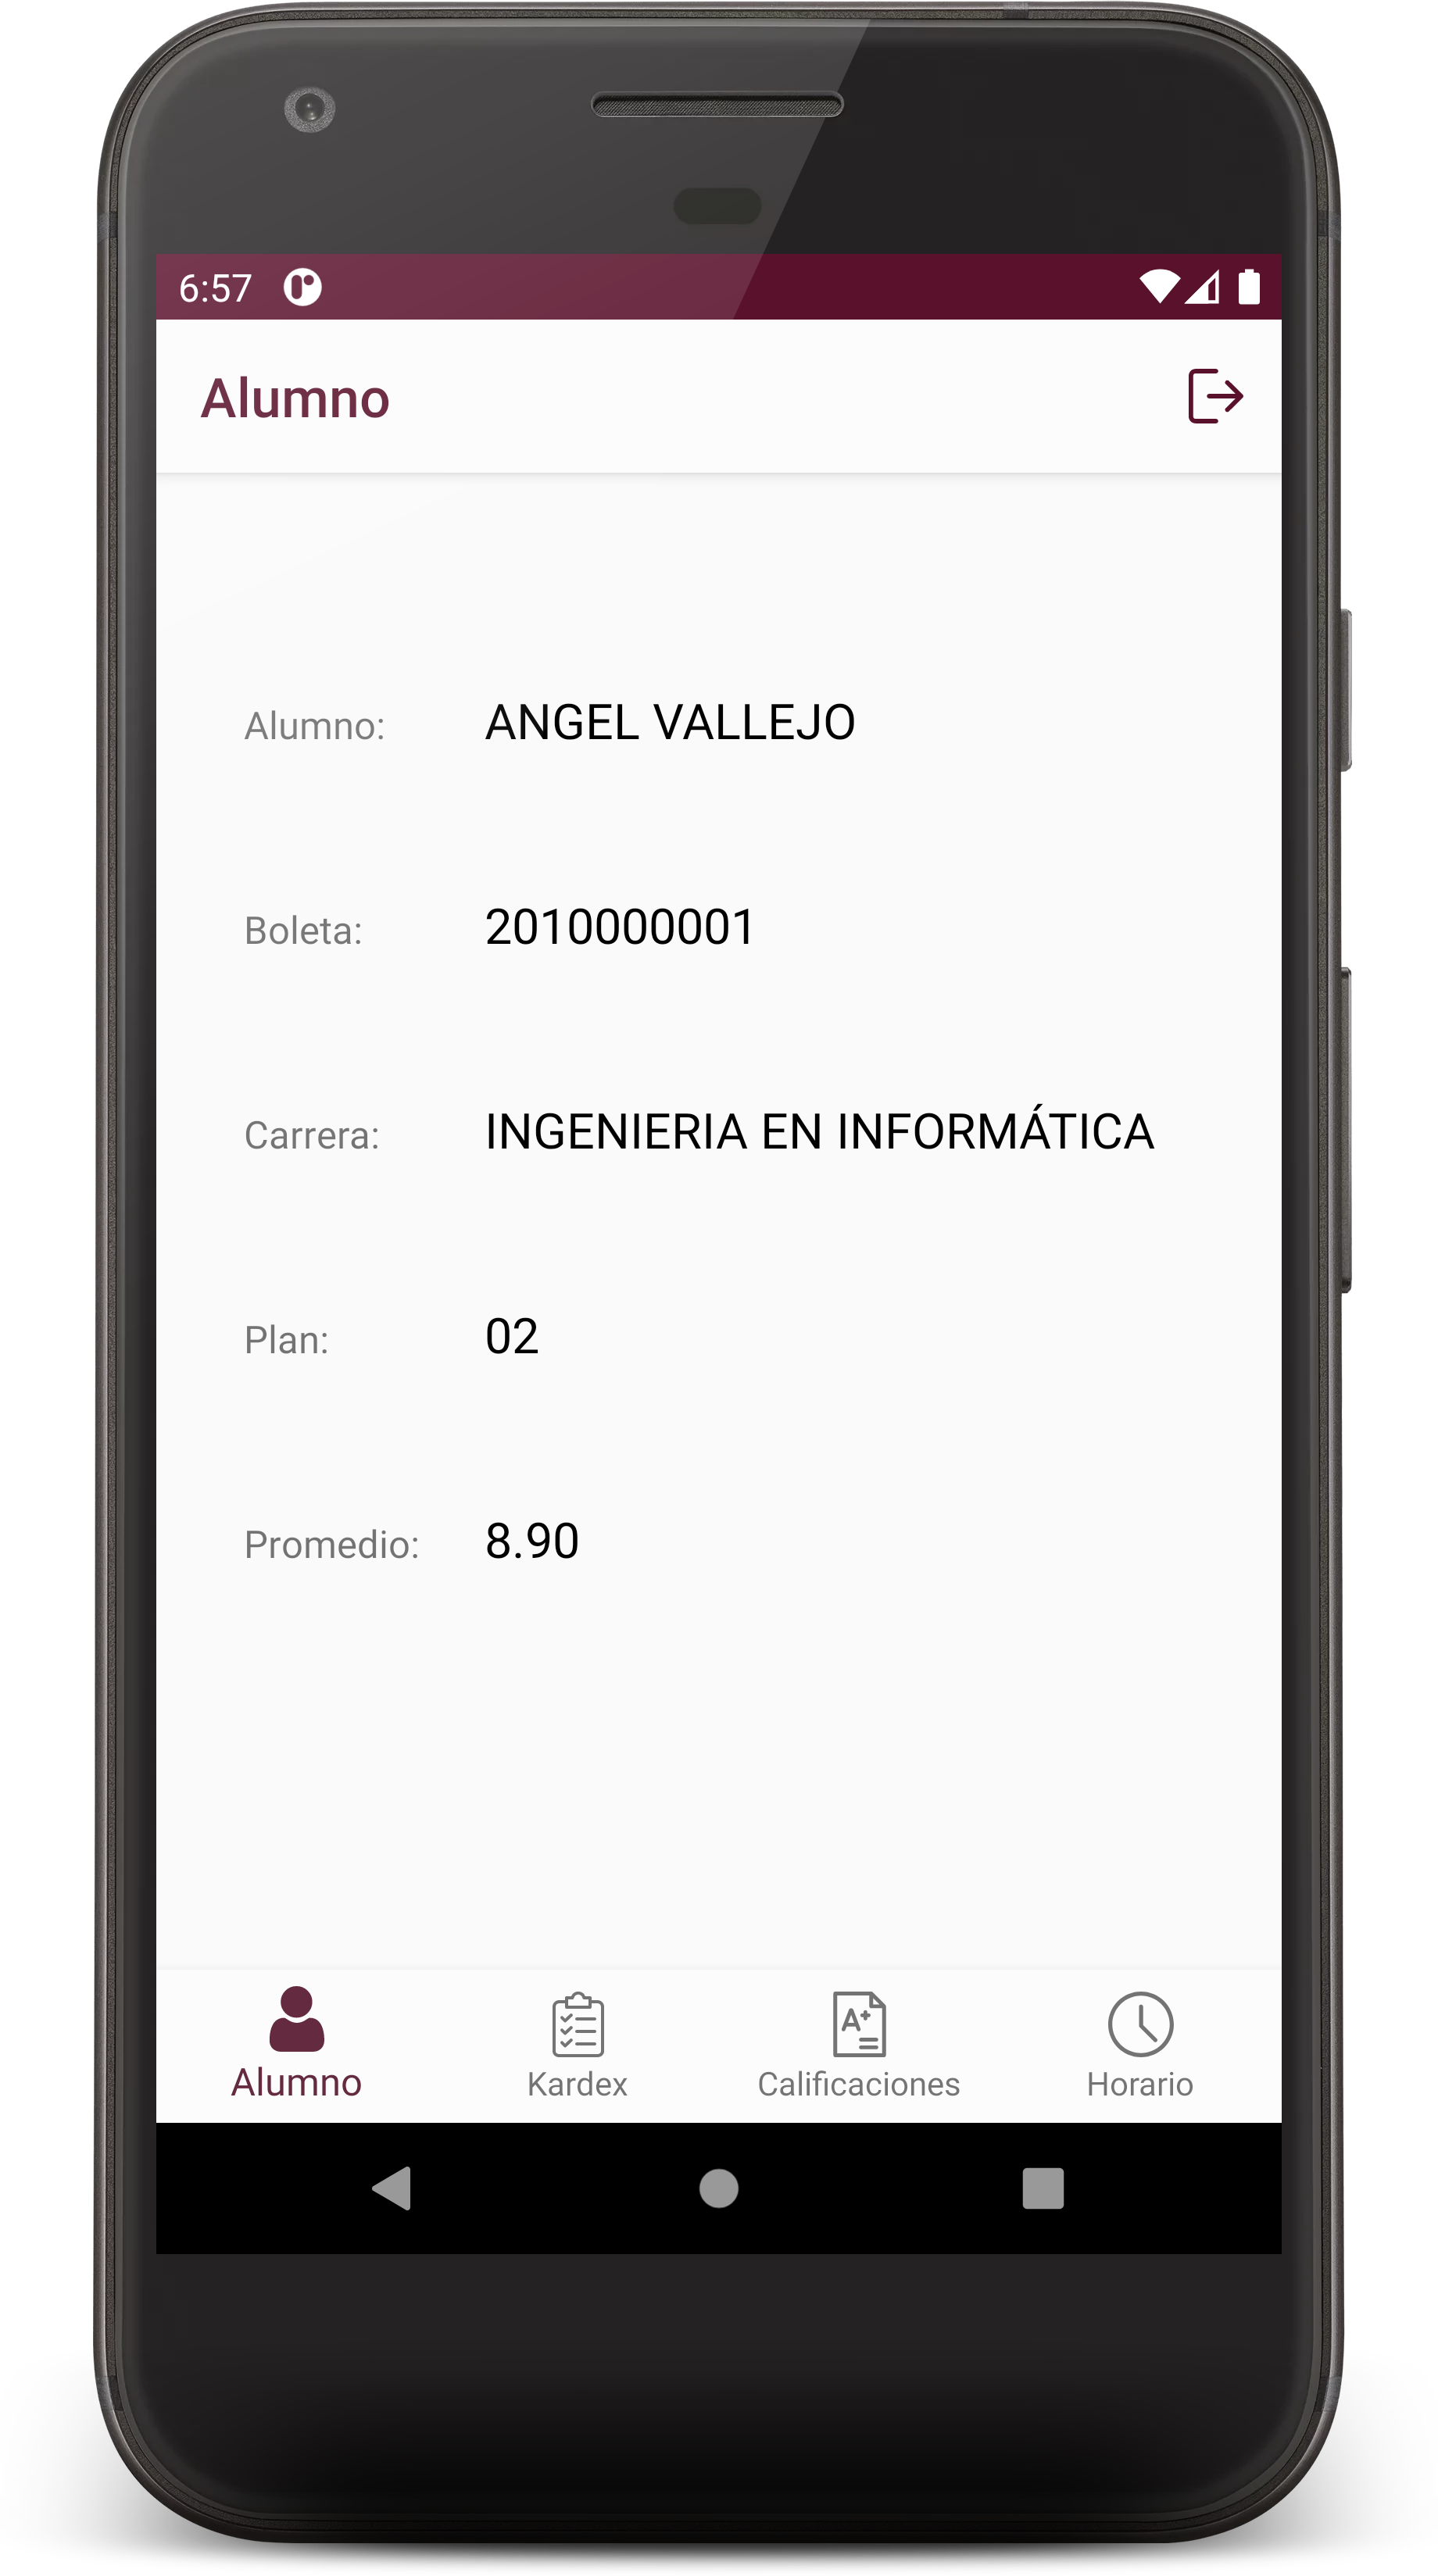 6:57
Alumno
Alumno: ANGEL VALLEJO
Boleta: 2010000001
Carrera: INGENIERIA EN INFORMÁTICA
Plan: 02
Promedio: 8.90
A+
Alumno Kardex Calificaciones Horario